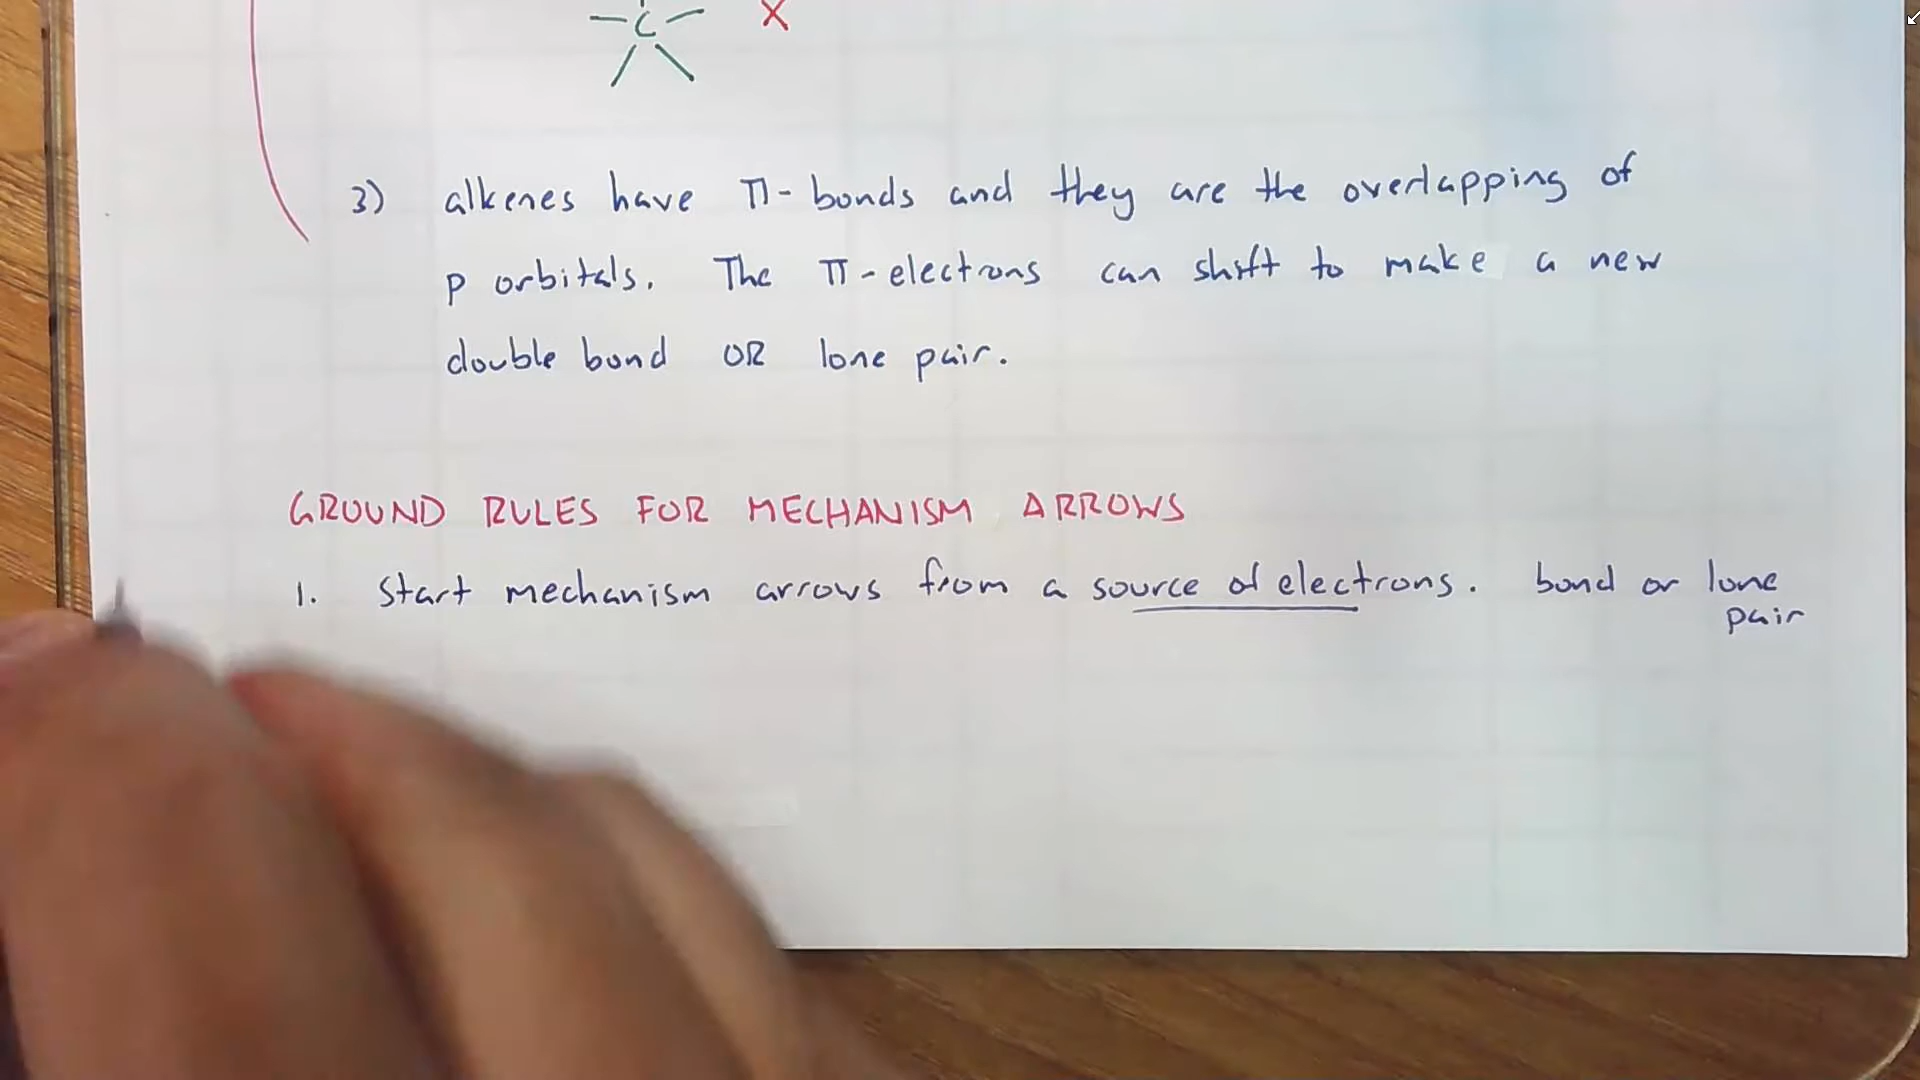 C X
3) alkenes have π-bonds and they are the overlapping of
p orbitals. The π-electrons can shift to make a new
double bond OR lone pair.
GROUND RULES FOR MECHANISM ARROWS
1. Start mechanism arrows from a source of electrons. bond or lone
pair